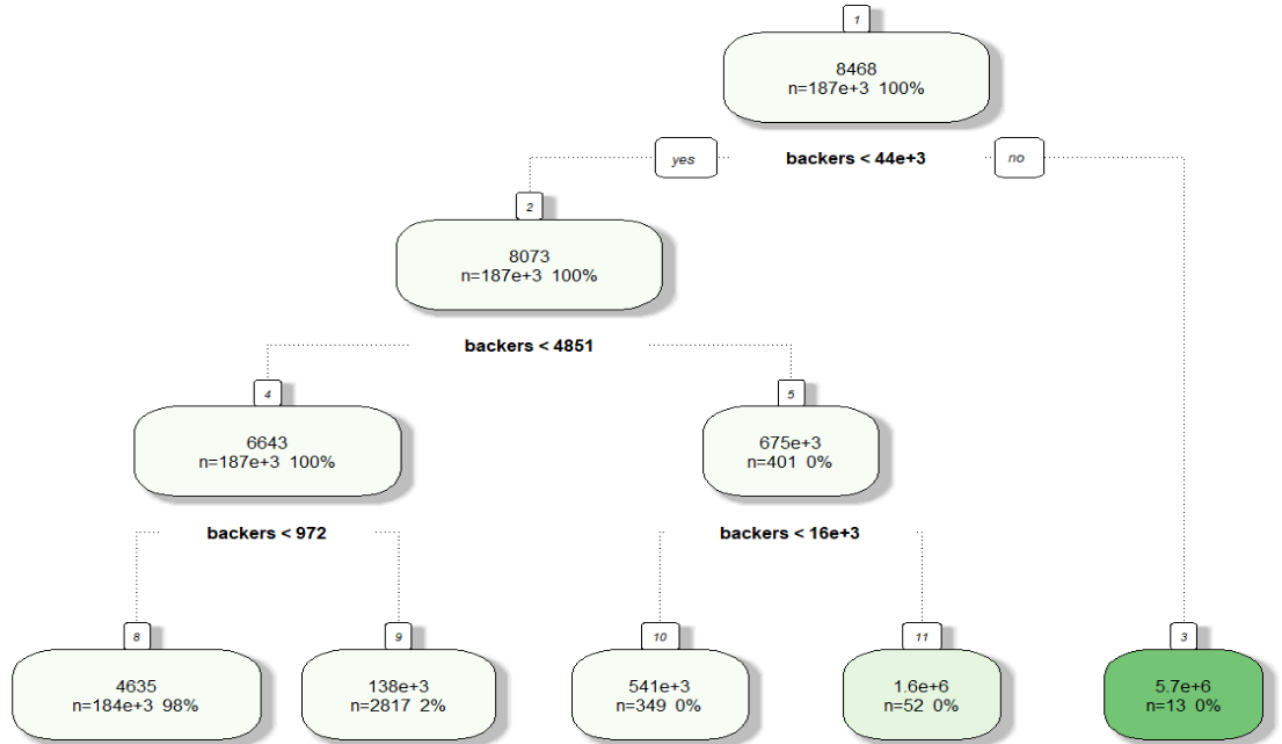 1
8468
n=187e+3 100%
yes
backers < 44e+3
no
2
8073
n=187e+3 100%
backers < 4851
4
5
6643
n=187e+3 100%
675e+3
n=401 0%
backers < 972
backers < 16e+3
8
9
10
11
3
4635
n=184e+3 98%
138e+3
n=2817 2%
541e+3
n=349 0%
1.6e+6
n=52 0%
5.7e+6
n=13 0%